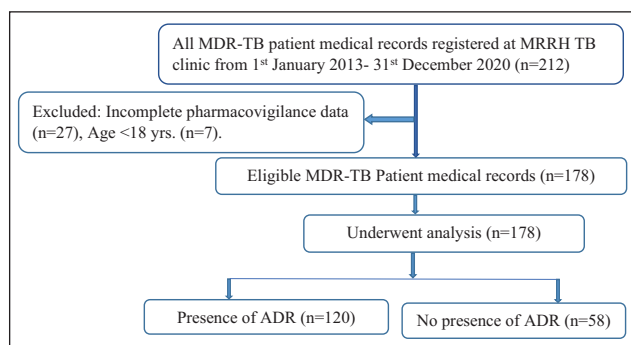 All MDR-TB patient medical records registered at MRRH TB
clinic from 1st January 2013- 31st December 2020 (n=212)
Excluded: Incomplete pharmacovigilance data
(n=27), Age <18 yrs. (n=7).
Eligible MDR-TB Patient medical records (n=178)
Underwent analysis (n=178)
Presence of ADR (n=120)
No presence of ADR (n=58)